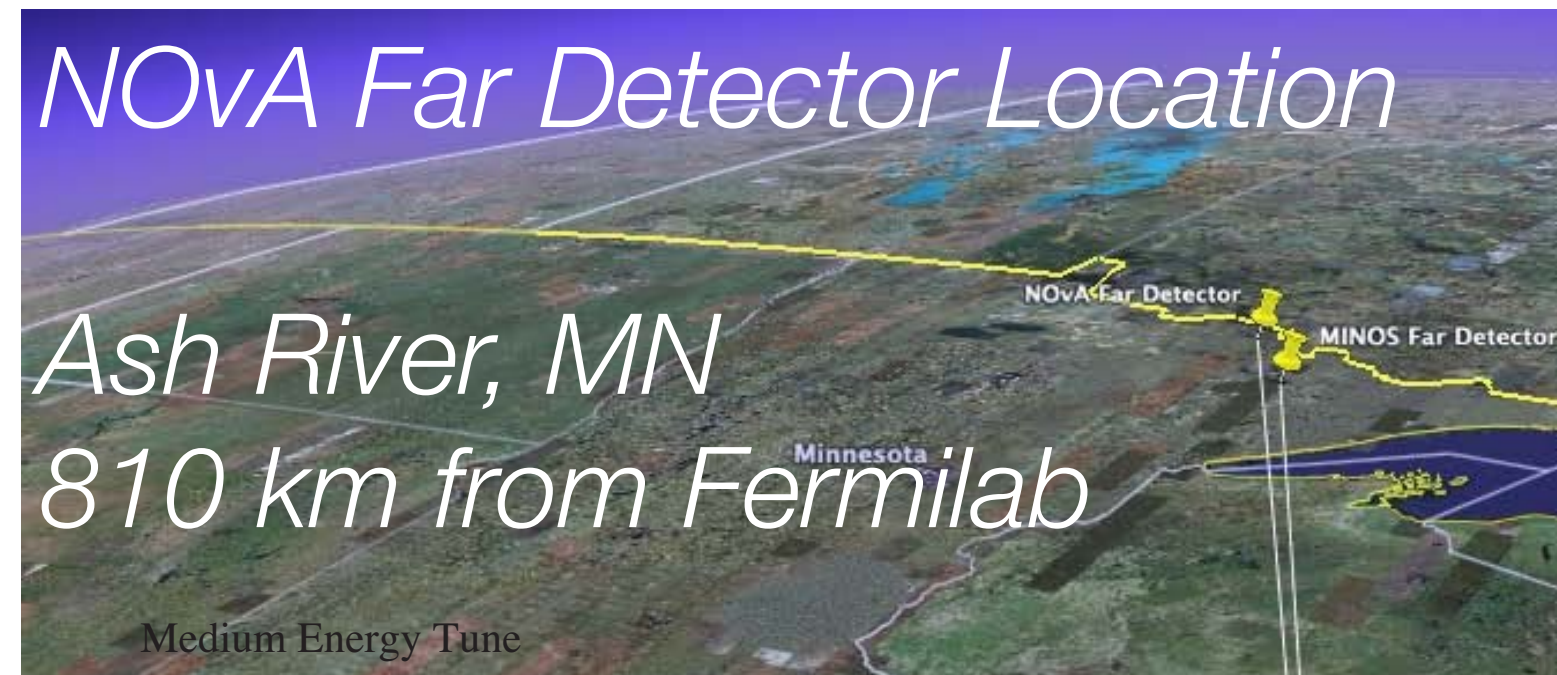 NOvA Far Detector Location
NOvA Far Detector
MINOS Far Detector
Ash River, MN
Minnesota
810 km from Fermilab
Medium Energy Tune